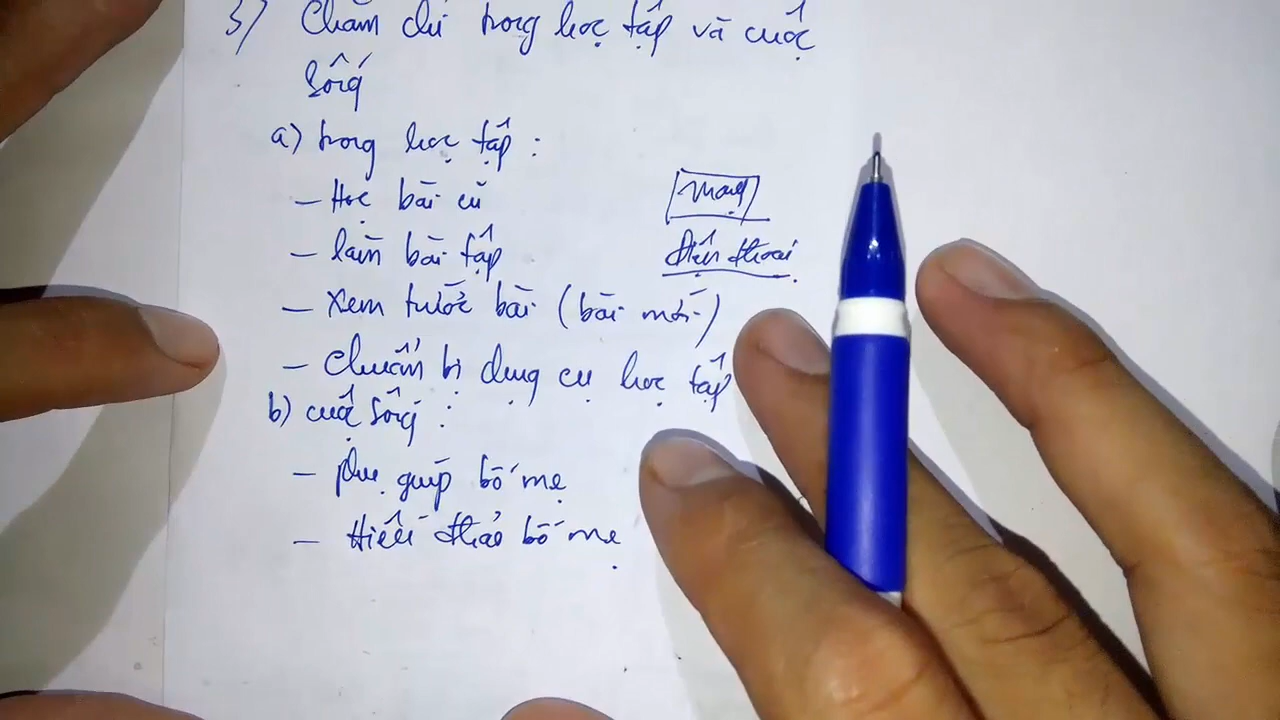 3) Chăm chỉ trong học tập và cuộc
sống
a) trong học tập :
- Học bài cũ
- làm bài tập
- Xem trước bài (bài mới)
- Chuẩn bị dụng cụ học tập
mạng
điện thoại
b) cuộc sống :
- phụ giúp bố mẹ
- Hiếu thảo bố mẹ